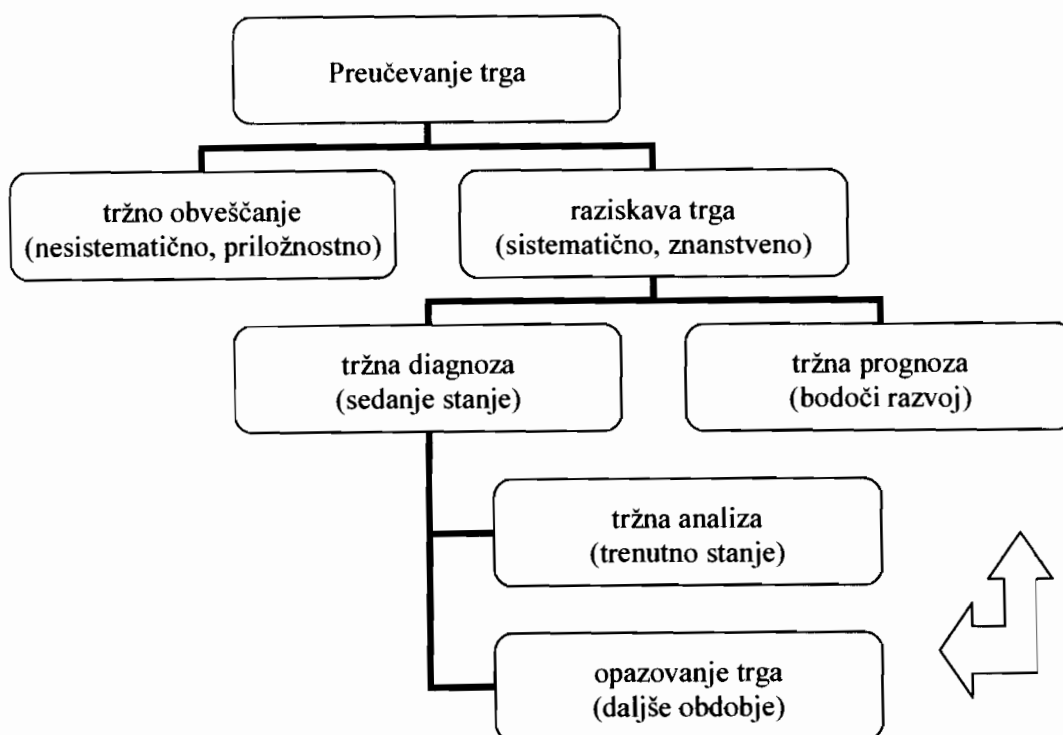 Preučevanje trga
tržno obveščanje
(nesistematično, priložnostno)
raziskava trga
(sistematično, znanstveno)
tržna diagnoza
(sedanje stanje)
tržna prognoza
(bodoči razvoj)
tržna analiza
(trenutno stanje)
opazovanje trga
(daljše obdobje)